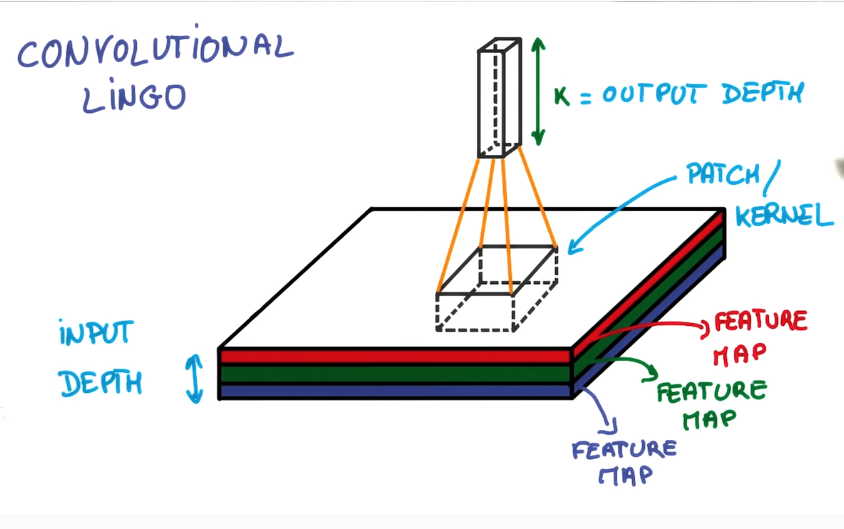 CONVOLUTIONAL
LiNGO
K = OUTPUT DEPTH
PATCH/
KERNEL
iNPUT
DEPTH
FEATURE
MAP
FEATURE
MAP
FEATURE
MAP